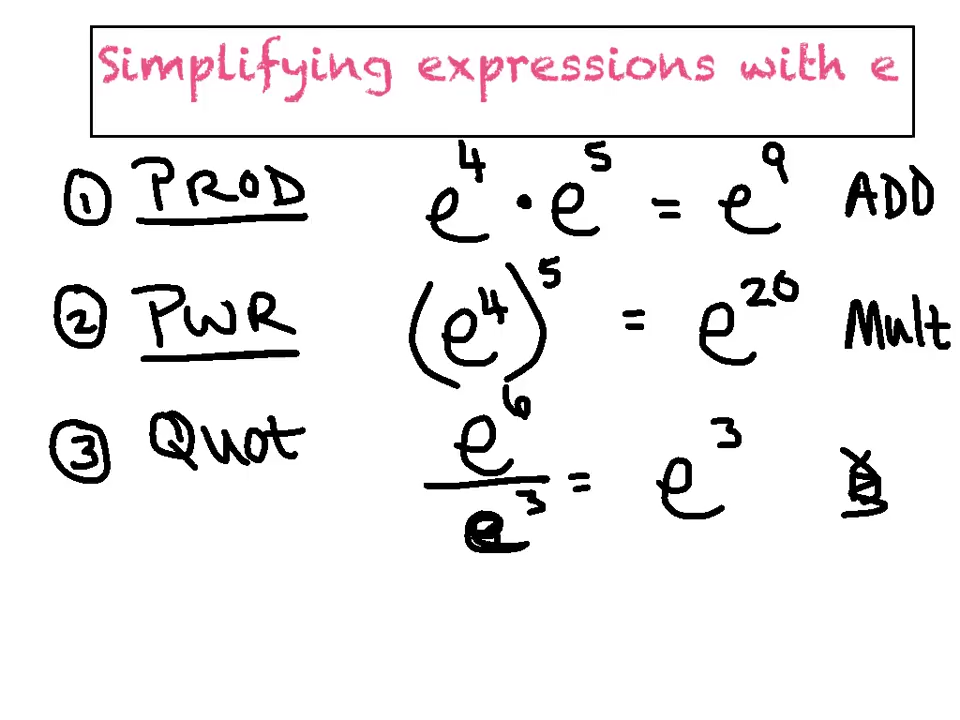 Simplifying expressions with e
① PROD e⁴ · e⁵ = e⁹ ADD
② PWR (e⁴)⁵ = e²⁰ Mult
③ Quot e⁶/e³ = e³